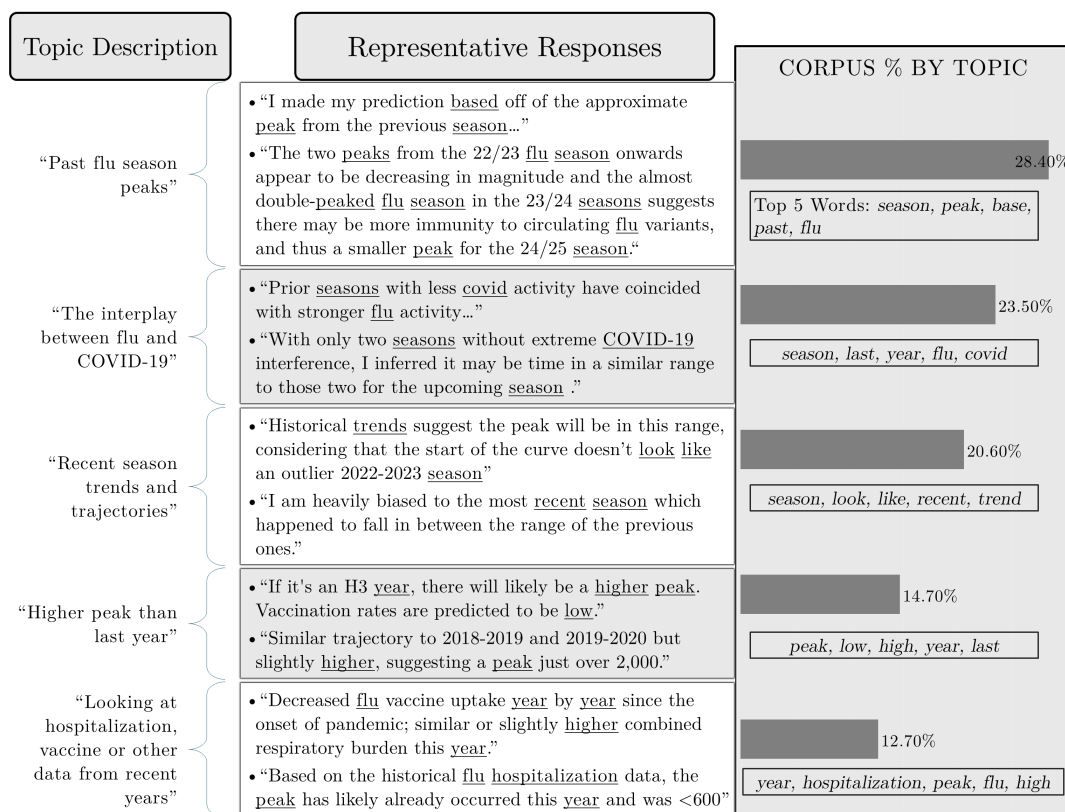 Topic Description
Representative Responses
CORPUS % BY TOPIC
“Past flu season
peaks”
•“I made my prediction based off of the approximate
peak from the previous season…”
•“The two peaks from the 22/23 flu season onwards
appear to be decreasing in magnitude and the almost
double-peaked flu season in the 23/24 seasons suggests
there may be more immunity to circulating flu variants,
and thus a smaller peak for the 24/25 season.“
28.40%
Top 5 Words: season, peak, base,
past, flu
“The interplay
between flu and
COVID-19”
•“Prior seasons with less covid activity have coincided
with stronger flu activity…”
•“With only two seasons without extreme COVID-19
interference, I inferred it may be time in a similar range
to those two for the upcoming season .”
23.50%
season, last, year, flu, covid
“Recent season
trends and
trajectories”
•“Historical trends suggest the peak will be in this range,
considering that the start of the curve doesn’t look like
an outlier 2022-2023 season”
•“I am heavily biased to the most recent season which
happened to fall in between the range of the previous
ones.”
20.60%
season, look, like, recent, trend
“Higher peak than
last year”
•“If it's an H3 year, there will likely be a higher peak.
Vaccination rates are predicted to be low.”
•“Similar trajectory to 2018-2019 and 2019-2020 but
slightly higher, suggesting a peak just over 2,000.”
14.70%
peak, low, high, year, last
“Looking at
hospitalization,
vaccine or other
data from recent
years”
•“Decreased flu vaccine uptake year by year since the
onset of pandemic; similar or slightly higher combined
respiratory burden this year.”
•“Based on the historical flu hospitalization data, the
peak has likely already occurred this year and was <600”
12.70%
year, hospitalization, peak, flu, high